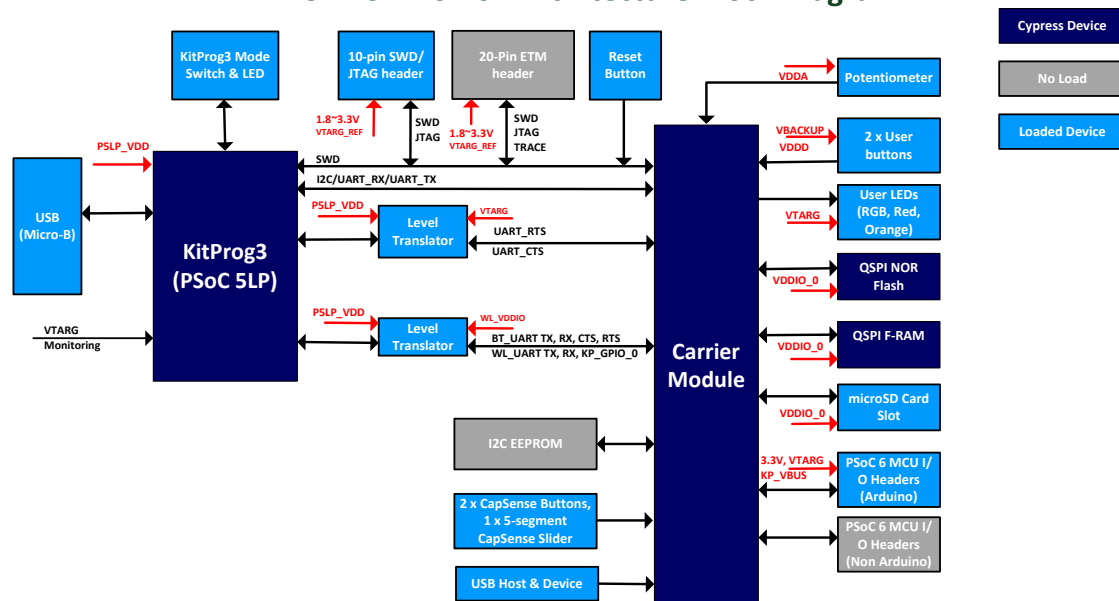 Cypress Device
No Load
Loaded Device
KitProg3 Mode
Switch & LED
10-pin SWD/
JTAG header
20-Pin ETM
header
Reset
Button
1.8~3.3V
VTARG_REF
SWD
JTAG
1.8~3.3V
VTARG_REF
SWD
JTAG
TRACE
VDDA
Potentiometer
P5LP_VDD
USB
(Micro-B)
VTARG
Monitoring
KitProg3
(PSoC 5LP)
SWD
I2C/UART_RX/UART_TX
P5LP_VDD
Level
Translator
VTARG
UART_RTS
UART_CTS
P5LP_VDD
Level
Translator
WL_VDDIO
BT_UART TX, RX, CTS, RTS
WL_UART TX, RX, KP_GPIO_0
I2C EEPROM
2 x CapSense Buttons,
1 x 5-segment
CapSense Slider
USB Host & Device
Carrier
Module
VBACKUP
VDDD
2 x User
buttons
VTARG
User LEDs
(RGB, Red,
Orange)
VDDIO_0
QSPI NOR
Flash
VDDIO_0
QSPI F-RAM
VDDIO_0
microSD Card
Slot
3.3V, VTARG
KP_VBUS
PSoC 6 MCU I/
O Headers
(Arduino)
PSoC 6 MCU I/
O Headers
(Non Arduino)